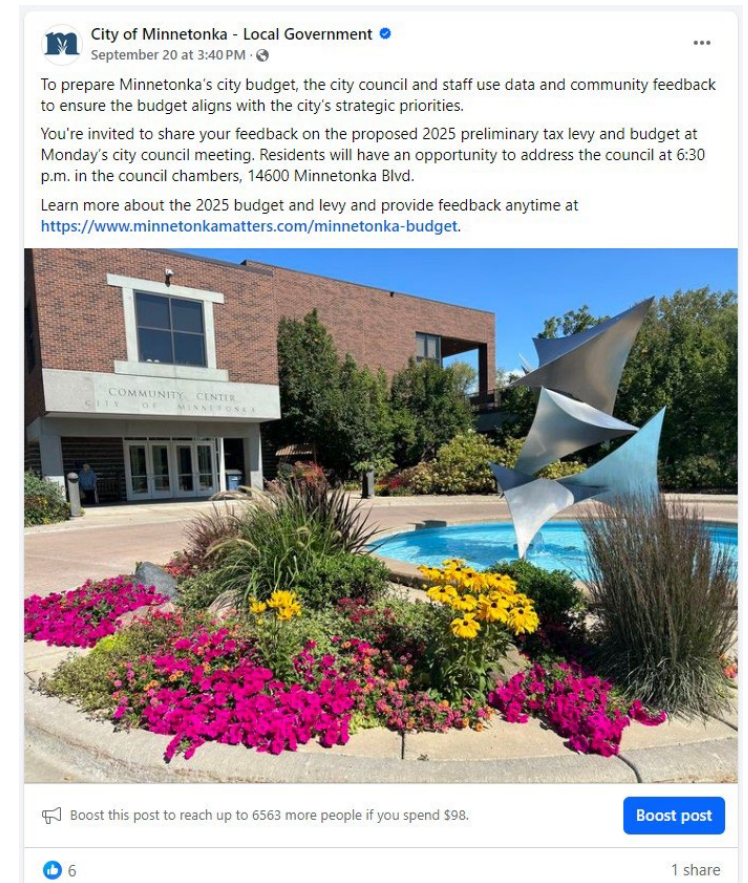 City of Minnetonka - Local Government
September 20 at 3:40 PM ·
To prepare Minnetonka's city budget, the city council and staff use data and community feedback
to ensure the budget aligns with the city's strategic priorities.
You're invited to share your feedback on the proposed 2025 preliminary tax levy and budget at
Monday's city council meeting. Residents will have an opportunity to address the council at 6:30
p.m. in the council chambers, 14600 Minnetonka Blvd.
Learn more about the 2025 budget and levy and provide feedback anytime at
https://www.minnetonkamatters.com/minnetonka-budget.
COMMUNITY CENTER
CITY OF MINNETONKA
Boost this post to reach up to 6563 more people if you spend $98.
Boost post
6
1 share